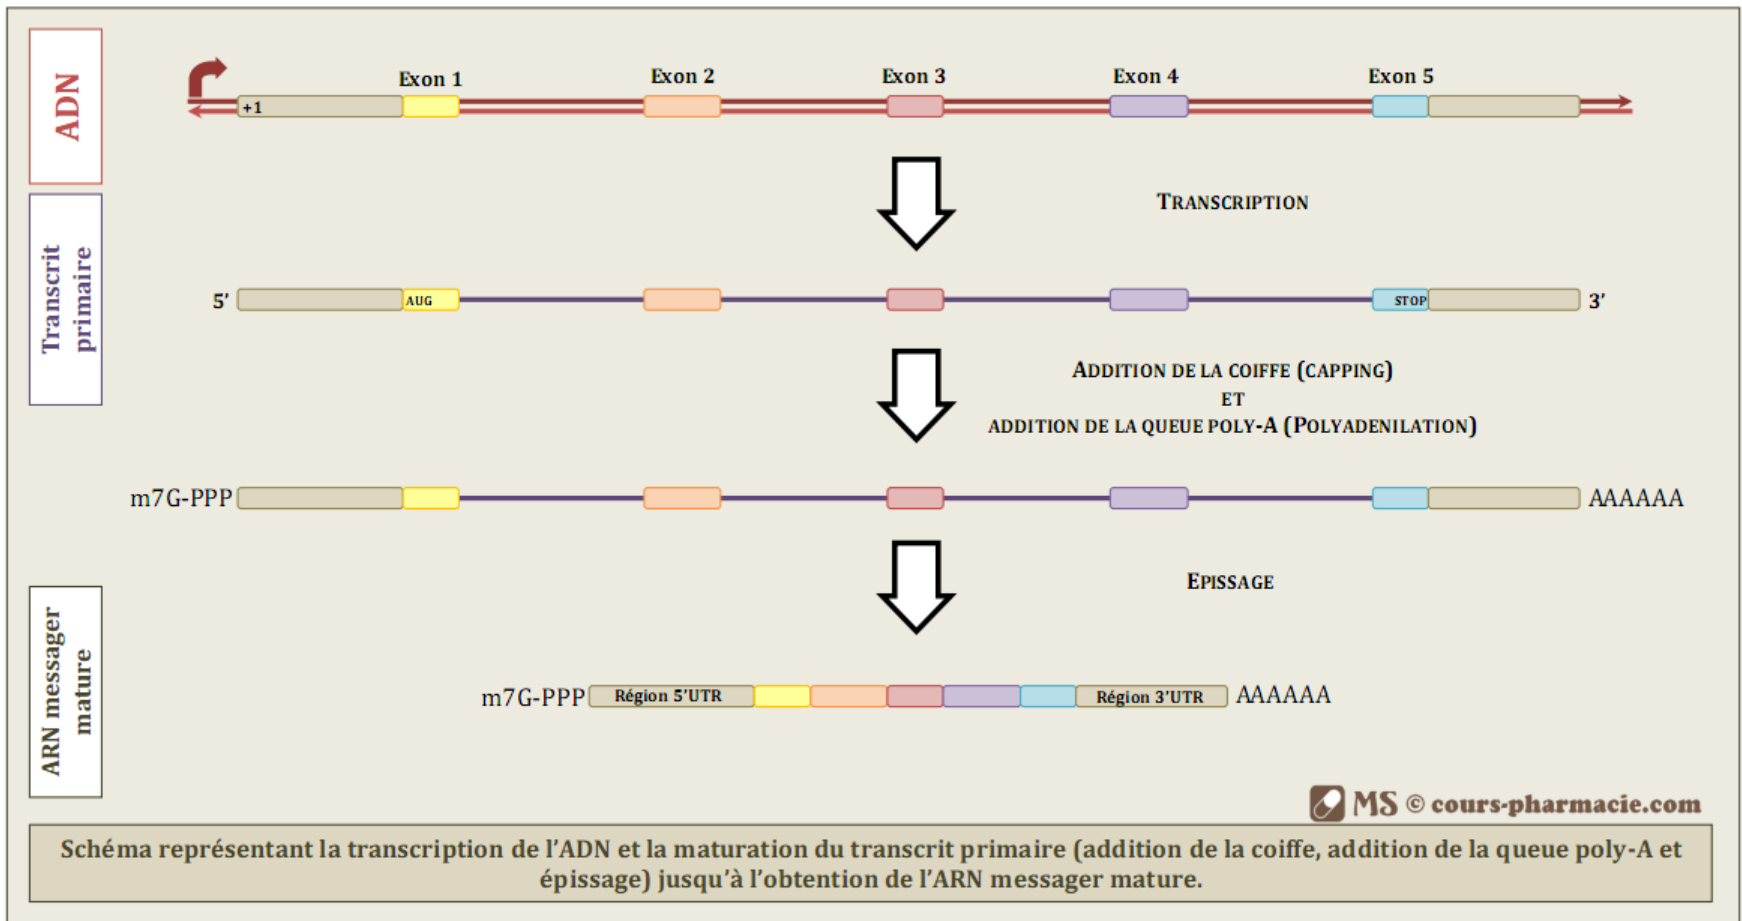 ADN
Exon 1
Exon 2
Exon 3
Exon 4
Exon 5
+1
TRANSCRIPTION
Transcrit
primaire
5'
AUG
STOP
3'
ADDITION DE LA COIFFE (CAPPING)
ET
ADDITION DE LA QUEUE POLY-A (POLYADENILATION)
m7G-PPP
AAAAAA
EPISSAGE
ARN messager
mature
m7G-PPP
Région 5'UTR
Région 3'UTR
AAAAAA
MS © cours-pharmacie.com
Schéma représentant la transcription de l'ADN et la maturation du transcrit primaire (addition de la coiffe, addition de la queue poly-A et
épissage) jusqu'à l'obtention de l'ARN messager mature.